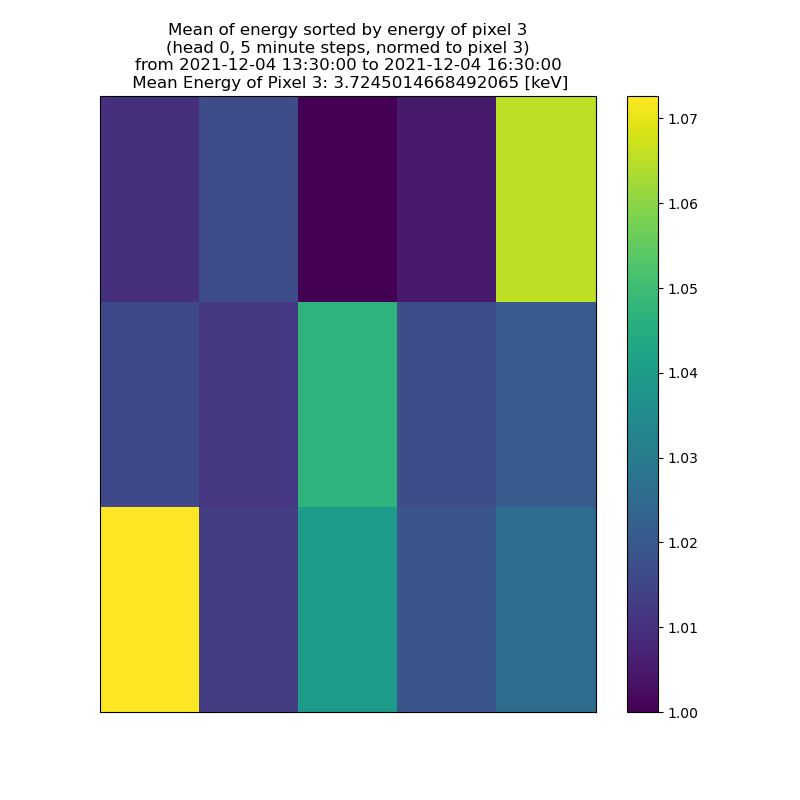 Mean of energy sorted by energy of pixel 3
(head 0, 5 minute steps, normed to pixel 3)
from 2021-12-04 13:30:00 to 2021-12-04 16:30:00
Mean Energy of Pixel 3: 3.7245014668492065 [keV]
1.07
1.06
1.05
1.04
1.03
1.02
1.01
1.00